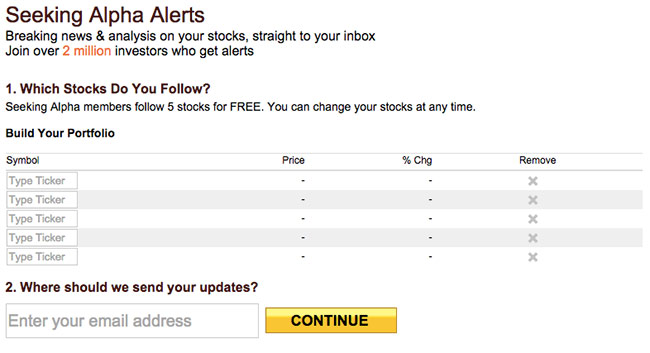 Seeking Alpha Alerts
Breaking news & analysis on your stocks, straight to your inbox
Join over 2 million investors who get alerts
1. Which Stocks Do You Follow?
Seeking Alpha members follow 5 stocks for FREE. You can change your stocks at any time.
Build Your Portfolio
Symbol Price % Chg Remove
Type Ticker - - ×
Type Ticker - - ×
Type Ticker - - ×
Type Ticker - - ×
Type Ticker - - ×
2. Where should we send your updates?
Enter your email address CONTINUE